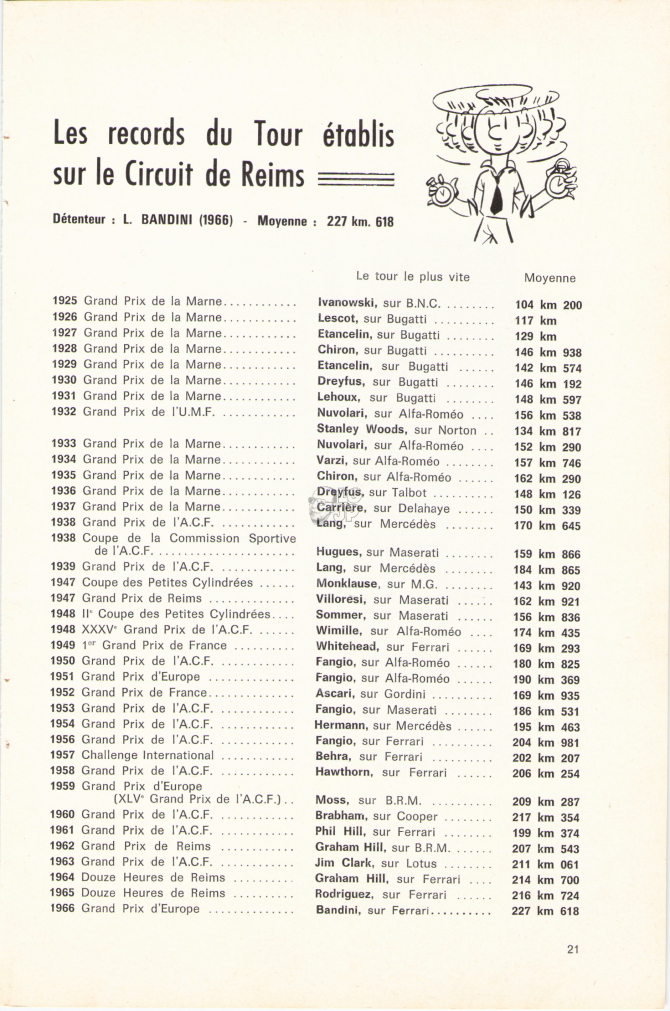 Les records du Tour établis
sur le Circuit de Reims
Détenteur : L. BANDINI (1966) - Moyenne : 227 km. 618
Le tour le plus vite Moyenne
1925 Grand Prix de la Marne............ Ivanowski, sur B.N.C. ........ 104 km 200
1926 Grand Prix de la Marne............ Lescot, sur Bugatti .......... 117 km
1927 Grand Prix de la Marne............ Etancelin, sur Bugatti ........ 129 km
1928 Grand Prix de la Marne............ Chiron, sur Bugatti .......... 146 km 938
1929 Grand Prix de la Marne............ Etancelin, sur Bugatti ...... 142 km 574
1930 Grand Prix de la Marne............ Dreyfus, sur Bugatti ........ 146 km 192
1931 Grand Prix de la Marne............ Lehoux, sur Bugatti ........ 148 km 597
1932 Grand Prix de l'U.M.F. ............ Nuvolari, sur Alfa-Roméo .... 156 km 538
Stanley Woods, sur Norton .. 134 km 817
1933 Grand Prix de la Marne............ Nuvolari, sur Alfa-Roméo .... 152 km 290
1934 Grand Prix de la Marne............ Varzi, sur Alfa-Roméo ........ 157 km 746
1935 Grand Prix de la Marne............ Chiron, sur Alfa-Roméo ...... 162 km 290
1936 Grand Prix de la Marne............ Dreyfus, sur Talbot .......... 148 km 126
1937 Grand Prix de la Marne............ Carrière, sur Delahaye ...... 150 km 339
1938 Grand Prix de l'A.C.F. ............ Lang, sur Mercédès ........ 170 km 645
1938 Coupe de la Commission Sportive
de l'A.C.F. ...................... Hugues, sur Maserati ........ 159 km 866
1939 Grand Prix de l'A.C.F. ............ Lang, sur Mercédès ........ 184 km 865
1947 Coupe des Petites Cylindrées ...... Monklause, sur M.G. ........ 143 km 920
1947 Grand Prix de Reims .............. Villorési, sur Maserati ...... 162 km 921
1948 IIe Coupe des Petites Cylindrées.... Sommer, sur Maserati ...... 156 km 836
1948 XXXVe Grand Prix de l'A.C.F. ...... Wimille, sur Alfa-Roméo .... 174 km 435
1949 1er Grand Prix de France .......... Whitehead, sur Ferrari ...... 169 km 293
1950 Grand Prix de l'A.C.F. ............ Fangio, sur Alfa-Roméo ...... 180 km 825
1951 Grand Prix d'Europe .............. Fangio, sur Alfa-Roméo ...... 190 km 369
1952 Grand Prix de France.............. Ascari, sur Gordini .......... 169 km 935
1953 Grand Prix de l'A.C.F. ............ Fangio, sur Maserati ........ 186 km 531
1954 Grand Prix de l'A.C.F. ............ Hermann, sur Mercédès ...... 195 km 463
1956 Grand Prix de l'A.C.F. ............ Fangio, sur Ferrari .......... 204 km 981
1957 Challenge International ............ Behra, sur Ferrari .......... 202 km 207
1958 Grand Prix de l'A.C.F. ............ Hawthorn, sur Ferrari ...... 206 km 254
1959 Grand Prix d'Europe
(XLVe Grand Prix de l'A.C.F.).. Moss, sur B.R.M. .......... 209 km 287
1960 Grand Prix de l'A.C.F. ............ Brabham, sur Cooper ........ 217 km 354
1961 Grand Prix de l'A.C.F. ............ Phil Hill, sur Ferrari ........ 199 km 374
1962 Grand Prix de Reims ............ Graham Hill, sur B.R.M. ...... 207 km 543
1963 Grand Prix de l'A.C.F. ............ Jim Clark, sur Lotus ........ 211 km 061
1964 Douze Heures de Reims .......... Graham Hill, sur Ferrari .... 214 km 700
1965 Douze Heures de Reims .......... Rodriguez, sur Ferrari ...... 216 km 724
1966 Grand Prix d'Europe .............. Bandini, sur Ferrari.......... 227 km 618
21